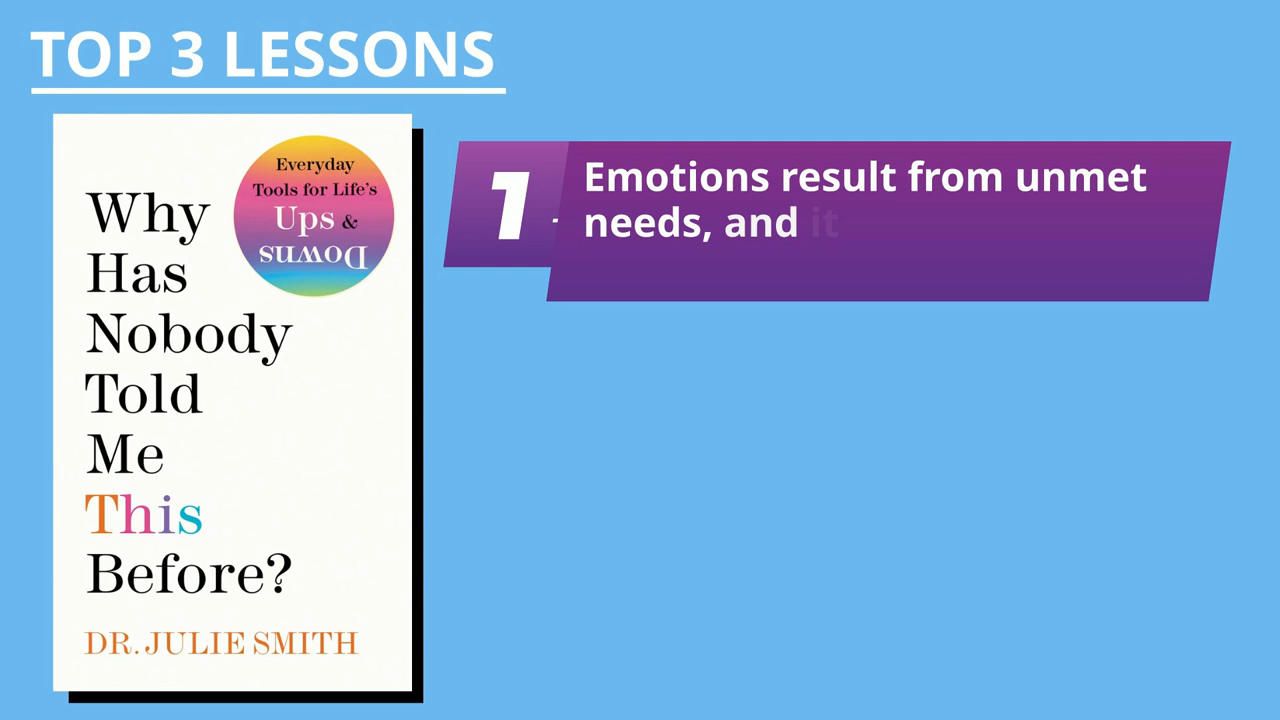 TOP 3 LESSONS
Everyday
Tools for Life's
Ups &
Downs
Why
Has
Nobody
Told
Me
This
Before?
DR. JULIE SMITH
1
Emotions result from unmet
needs, and it